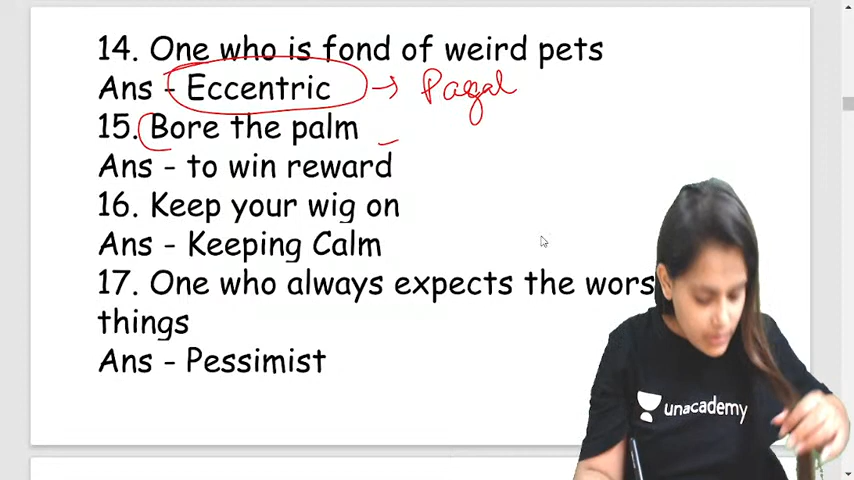 14. One who is fond of weird pets
Ans - Eccentric → Pagal
15. Bore the palm
Ans - to win reward
16. Keep your wig on
Ans - Keeping Calm
17. One who always expects the wors
things
Ans - Pessimist
unacademy